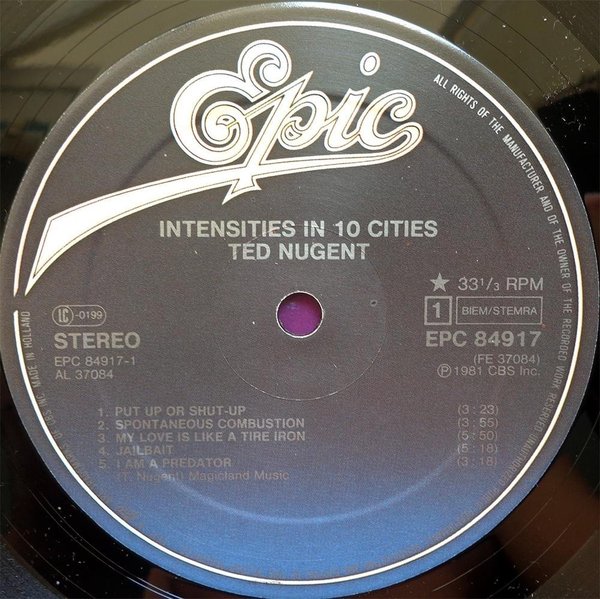 Epic
INTENSITIES IN 10 CITIES
TED NUGENT
★ 33 1/3 RPM
LC -0199
1 BIEM/STEMRA
STEREO
EPC 84917
EPC 84917-1
(FE 37084)
AL 37084
℗ 1981 CBS Inc.
1. PUT UP OR SHUT-UP (3:23)
2. SPONTANEOUS COMBUSTION (3:55)
3. MY LOVE IS LIKE A TIRE IRON (5:50)
4. JAILBAIT (5:18)
5. I AM A PREDATOR (3:18)
(T. Nugent) Magicland Music
ALL RIGHTS OF THE MANUFACTURER AND OF THE OWNER OF THE RECORDED WORK RESERVED
MADE IN HOLLAND